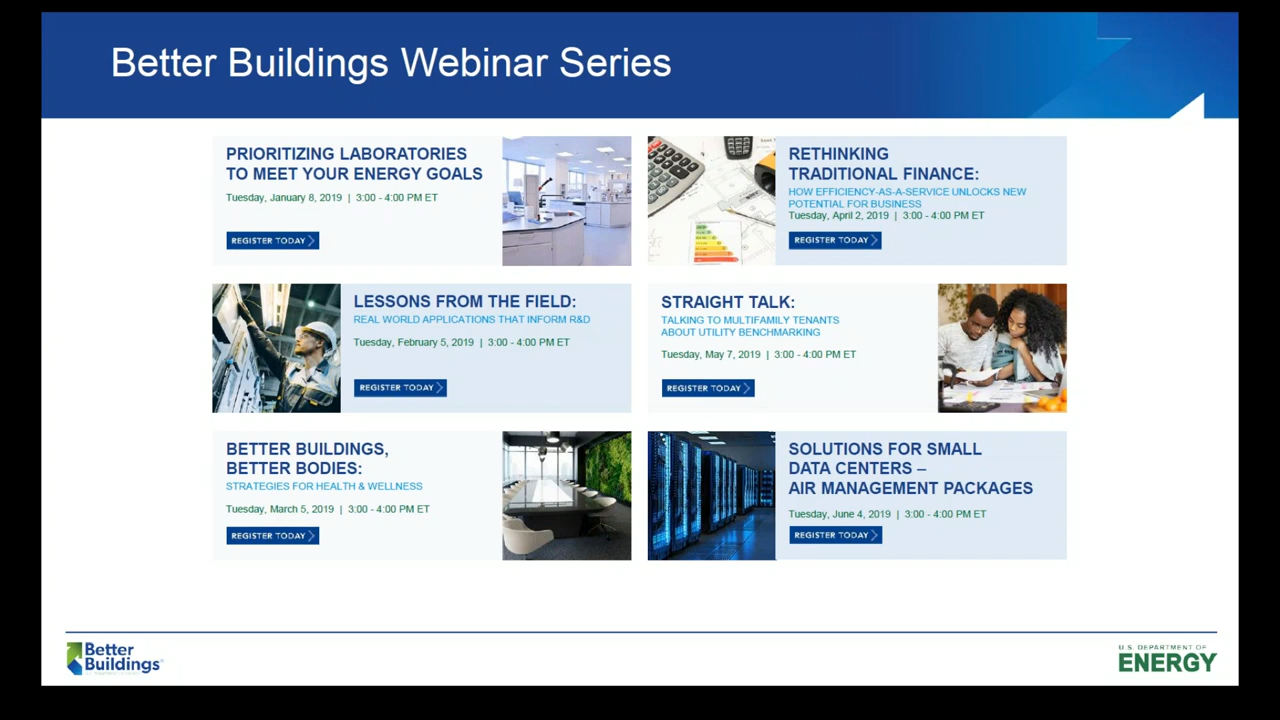 Better Buildings Webinar Series
PRIORITIZING LABORATORIES
TO MEET YOUR ENERGY GOALS
Tuesday, January 8, 2019 | 3:00 - 4:00 PM ET
REGISTER TODAY
RETHINKING
TRADITIONAL FINANCE:
HOW EFFICIENCY-AS-A-SERVICE UNLOCKS NEW
POTENTIAL FOR BUSINESS
Tuesday, April 2, 2019 | 3:00 - 4:00 PM ET
REGISTER TODAY
LESSONS FROM THE FIELD:
REAL WORLD APPLICATIONS THAT INFORM R&D
Tuesday, February 5, 2019 | 3:00 - 4:00 PM ET
REGISTER TODAY
STRAIGHT TALK:
TALKING TO MULTIFAMILY TENANTS
ABOUT UTILITY BENCHMARKING
Tuesday, May 7, 2019 | 3:00 - 4:00 PM ET
REGISTER TODAY
BETTER BUILDINGS,
BETTER BODIES:
STRATEGIES FOR HEALTH & WELLNESS
Tuesday, March 5, 2019 | 3:00 - 4:00 PM ET
REGISTER TODAY
SOLUTIONS FOR SMALL
DATA CENTERS –
AIR MANAGEMENT PACKAGES
Tuesday, June 4, 2019 | 3:00 - 4:00 PM ET
REGISTER TODAY
Better
Buildings
U.S. DEPARTMENT OF
ENERGY